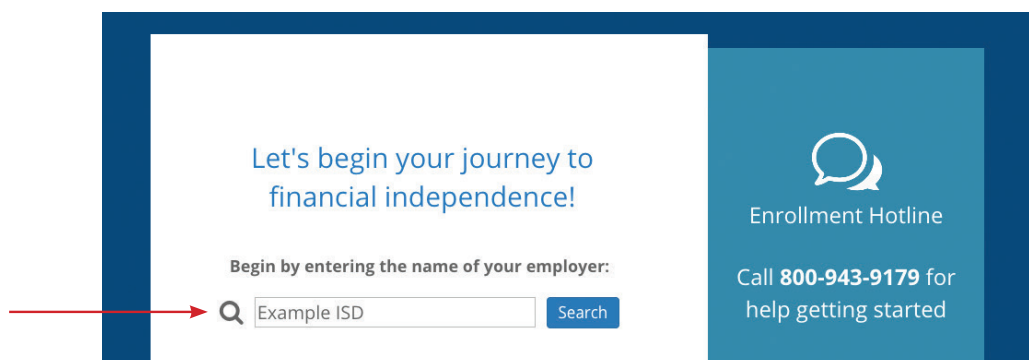 Let's begin your journey to
financial independence!
Begin by entering the name of your employer:
Example ISD
Search
Enrollment Hotline
Call 800-943-9179 for
help getting started